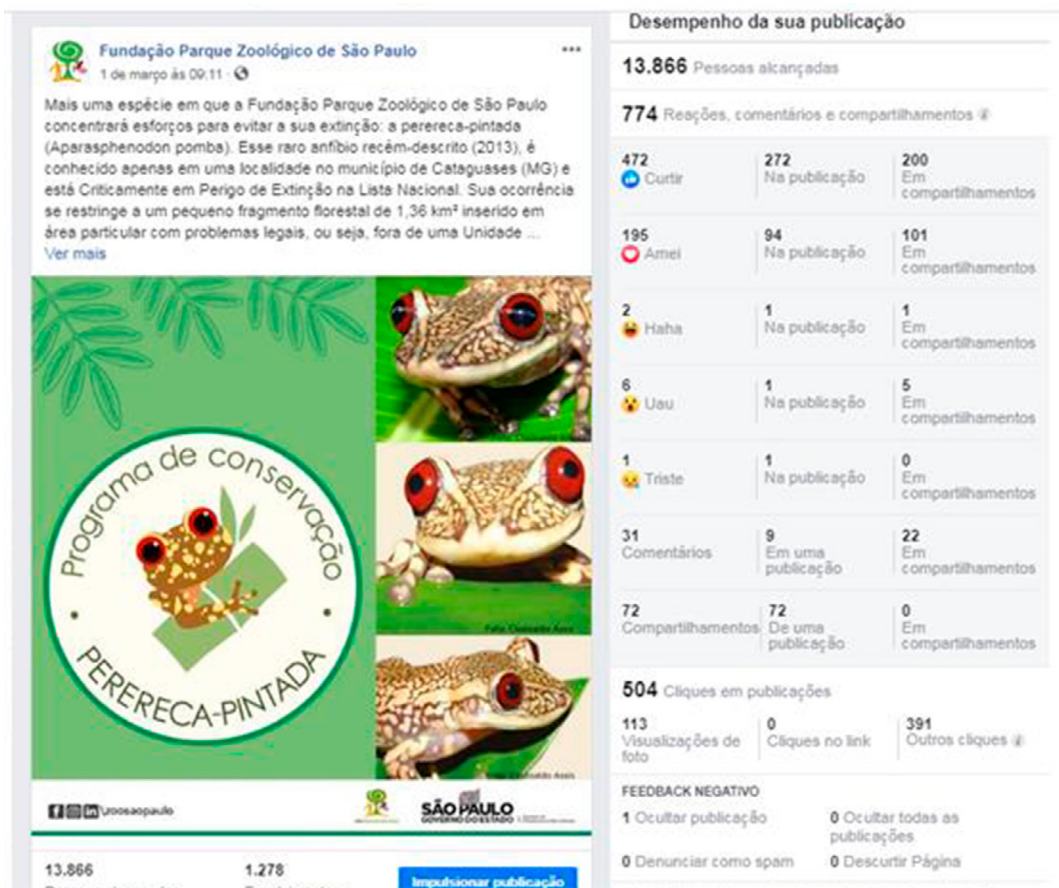 Fundação Parque Zoológico de São Paulo
1 de março às 09:11 ·
Mais uma espécie em que a Fundação Parque Zoológico de São Paulo
concentrará esforços para evitar a sua extinção: a perereca-pintada
(Aparasphenodon pomba). Esse raro anfíbio recém-descrito (2013), é
conhecido apenas em uma localidade no município de Cataguases (MG) e
está Criticamente em Perigo de Extinção na Lista Nacional. Sua ocorrência
se restringe a um pequeno fragmento florestal de 1,36 km² inserido em
área particular com problemas legais, ou seja, fora de uma Unidade ...
Ver mais
Programa de conservação
PERERECA-PINTADA
Foto: Clodoaldo Assis
\zoosaopaulo
SÃO PAULO
GOVERNO DO ESTADO
13.866
1.278
Impulsionar publicação
Desempenho da sua publicação
13.866 Pessoas alcançadas
774 Reações, comentários e compartilhamentos
472 272 200
Curtir Na publicação Em
compartilhamentos
195 94 101
Amei Na publicação Em
compartilhamentos
2 1 1
Haha Na publicação Em
compartilhamentos
6 1 5
Uau Na publicação Em
compartilhamentos
1 1 0
Triste Na publicação Em
compartilhamentos
31 9 22
Comentários Em uma Em
publicação compartilhamentos
72 72 0
Compartilhamentos De uma Em
publicação compartilhamentos
504 Cliques em publicações
113 0 391
Visualizações de Cliques no link Outros cliques
foto
FEEDBACK NEGATIVO
1 Ocultar publicação 0 Ocultar todas as
publicações
0 Denunciar como spam 0 Descurtir Página